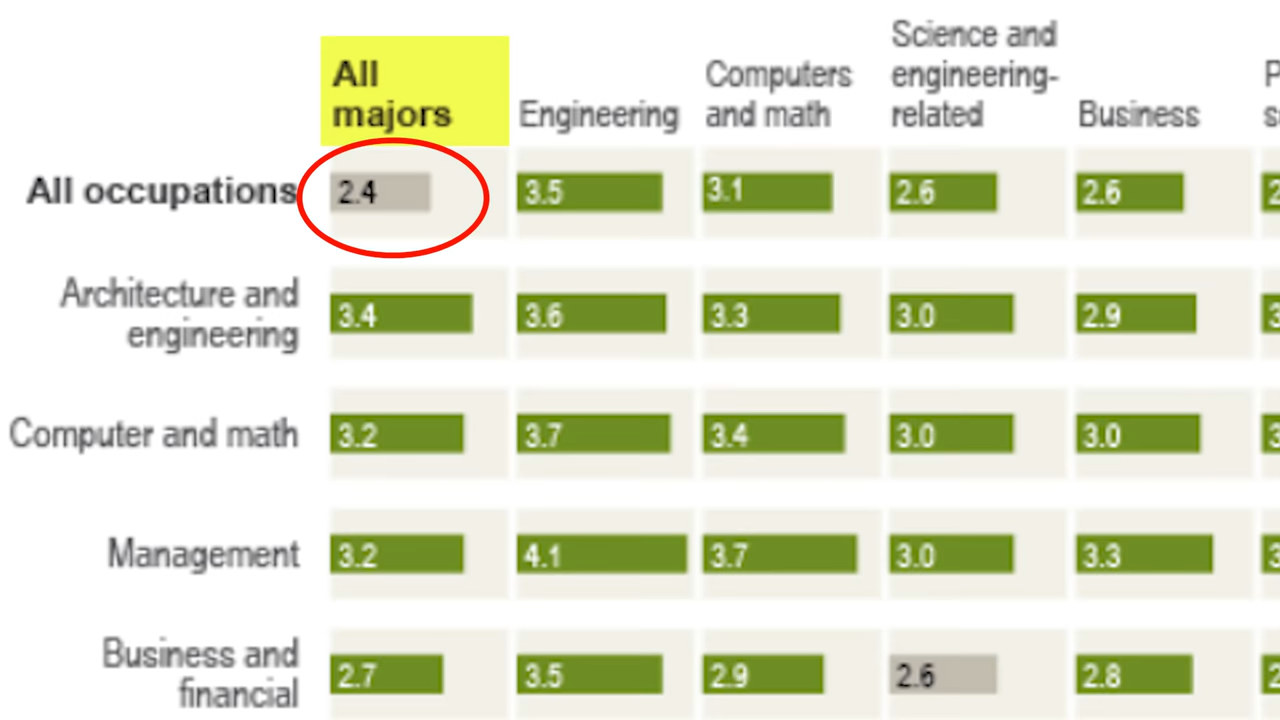 All majors
Engineering
Computers and math
Science and engineering-related
Business
All occupations 2.4 3.5 3.1 2.6 2.6
Architecture and engineering 3.4 3.6 3.3 3.0 2.9
Computer and math 3.2 3.7 3.4 3.0 3.0
Management 3.2 4.1 3.7 3.0 3.3
Business and financial 2.7 3.5 2.9 2.6 2.8